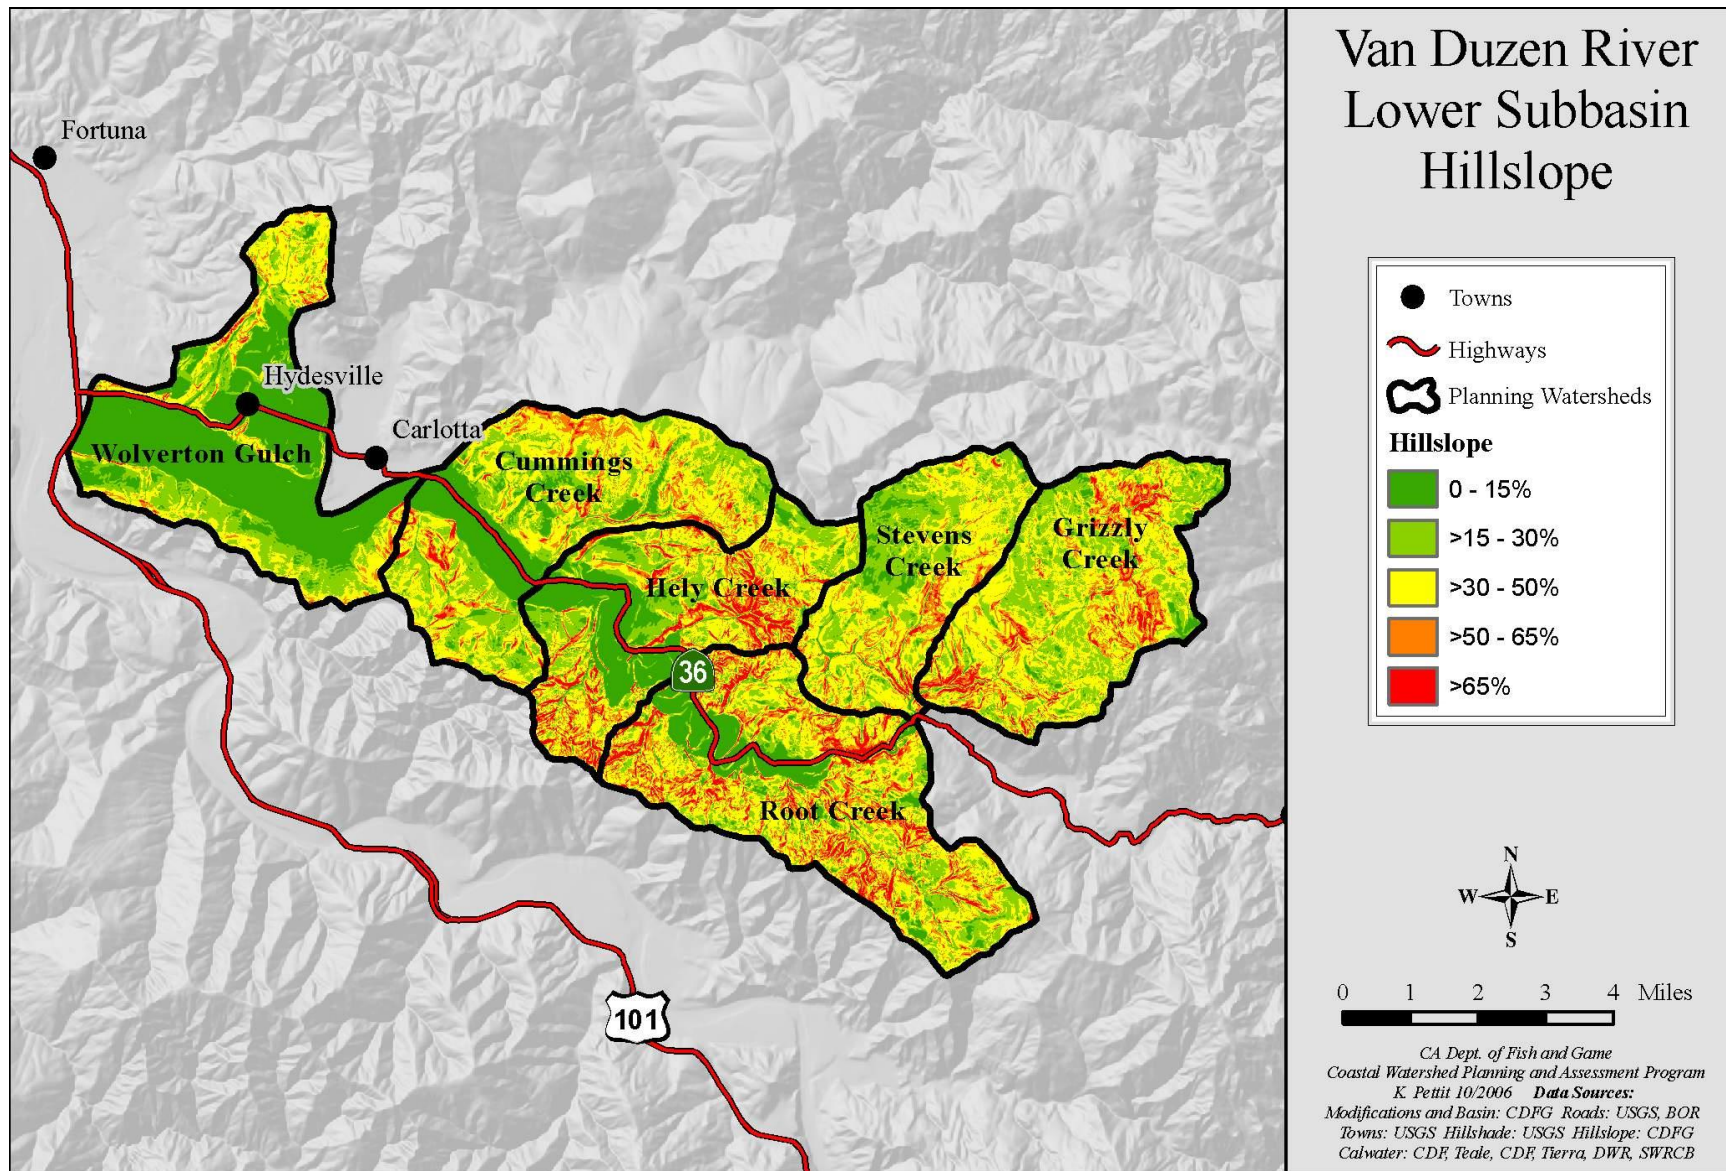 Van Duzen River
Lower Subbasin
Hillslope
Fortuna
Hydesville
Carlotta
Wolverton Gulch
Cummings
Creek
Hely Creek
Stevens
Creek
Grizzly
Creek
36
Root Creek
101
Towns
Highways
Planning Watersheds
Hillslope
0 - 15%
>15 - 30%
>30 - 50%
>50 - 65%
>65%
N
W E
S
0 1 2 3 4 Miles
CA Dept. of Fish and Game
Coastal Watershed Planning and Assessment Program
K. Pettit 10/2006 Data Sources:
Modifications and Basin: CDFG Roads: USGS, BOR
Towns: USGS Hillshade: USGS Hillslope: CDFG
Calwater: CDF, Teale, CDF, Tierra, DWR, SWRCB